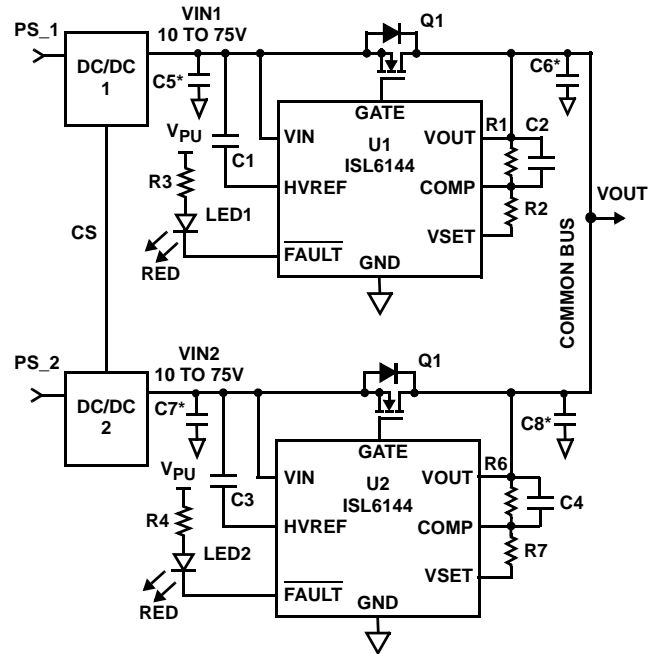 PS_1
VIN1
10 TO 75V
Q1
DC/DC
1
C5*
C6*
GATE
VPU
C1
VIN
U1
ISL6144
VOUT
R1
C2
R3
HVREF
COMP
LED1
R2
VOUT
CS
VSET
RED
FAULT
GND
COMMON BUS
PS_2
VIN2
10 TO 75V
Q1
DC/DC
2
C7*
C8*
GATE
VPU
C3
VIN
U2
ISL6144
VOUT
R6
C4
R4
HVREF
COMP
LED2
R7
VSET
RED
FAULT
GND